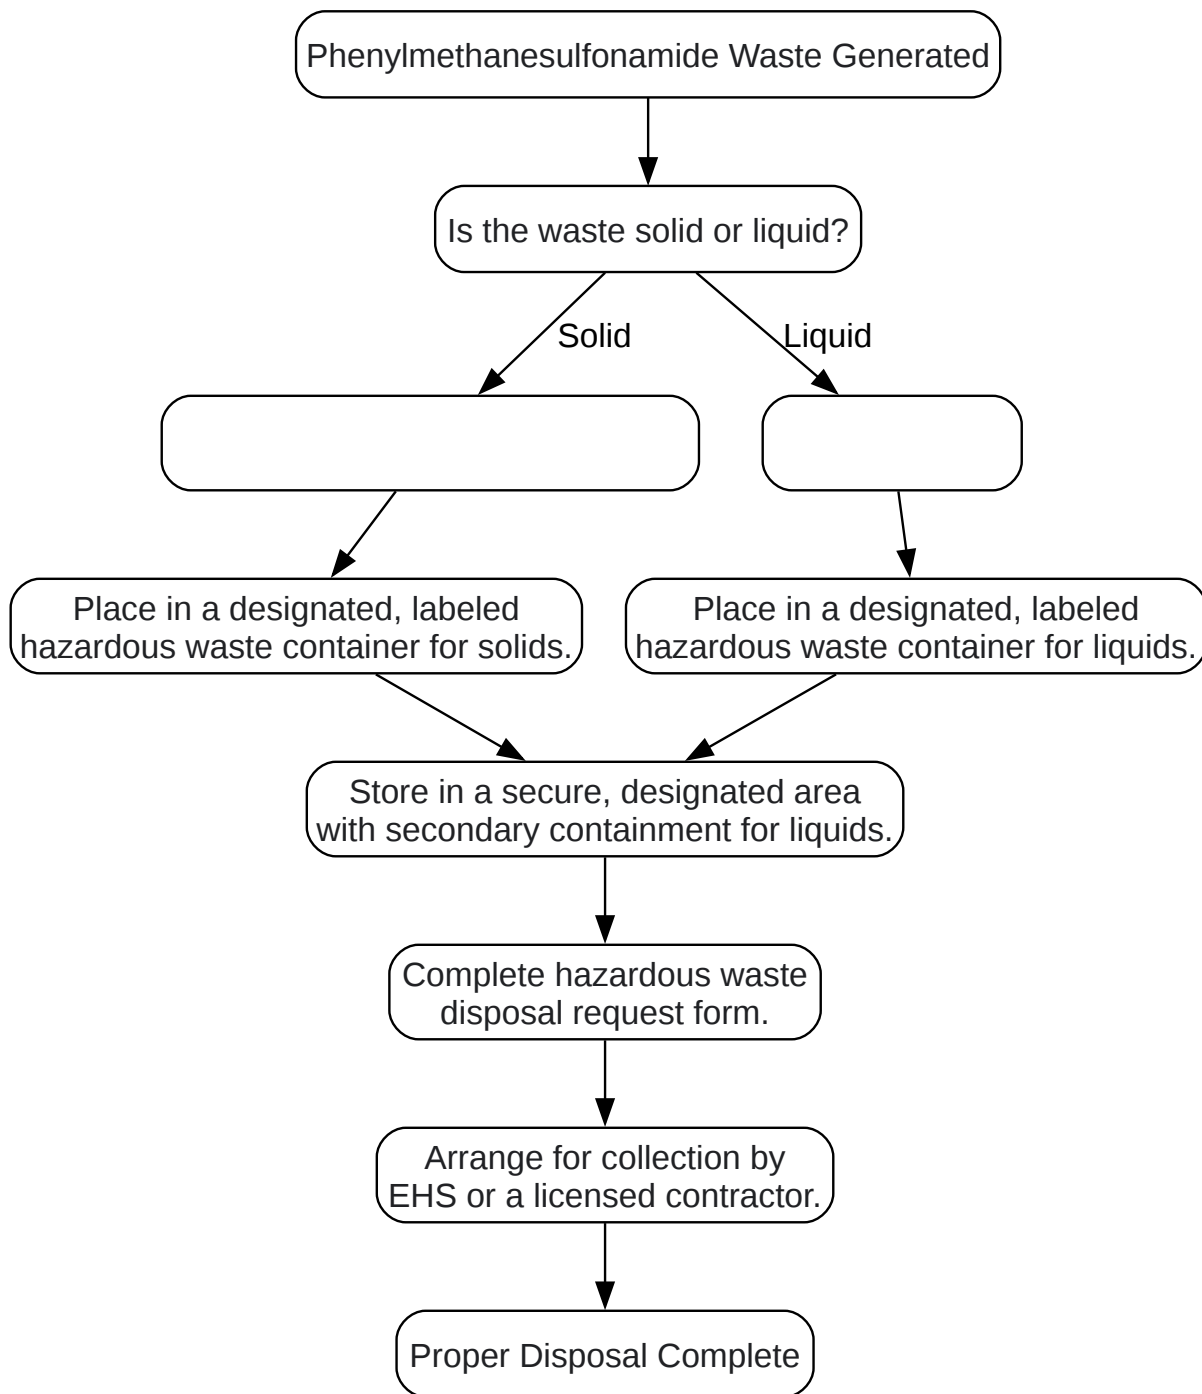 Phenylmethanesulfonamide Waste Generated
Is the waste solid or liquid?
Solid
Liquid
Place in a designated, labeled
hazardous waste container for solids.
Place in a designated, labeled
hazardous waste container for liquids.
Store in a secure, designated area
with secondary containment for liquids.
Complete hazardous waste
disposal request form.
Arrange for collection by
EHS or a licensed contractor.
Proper Disposal Complete